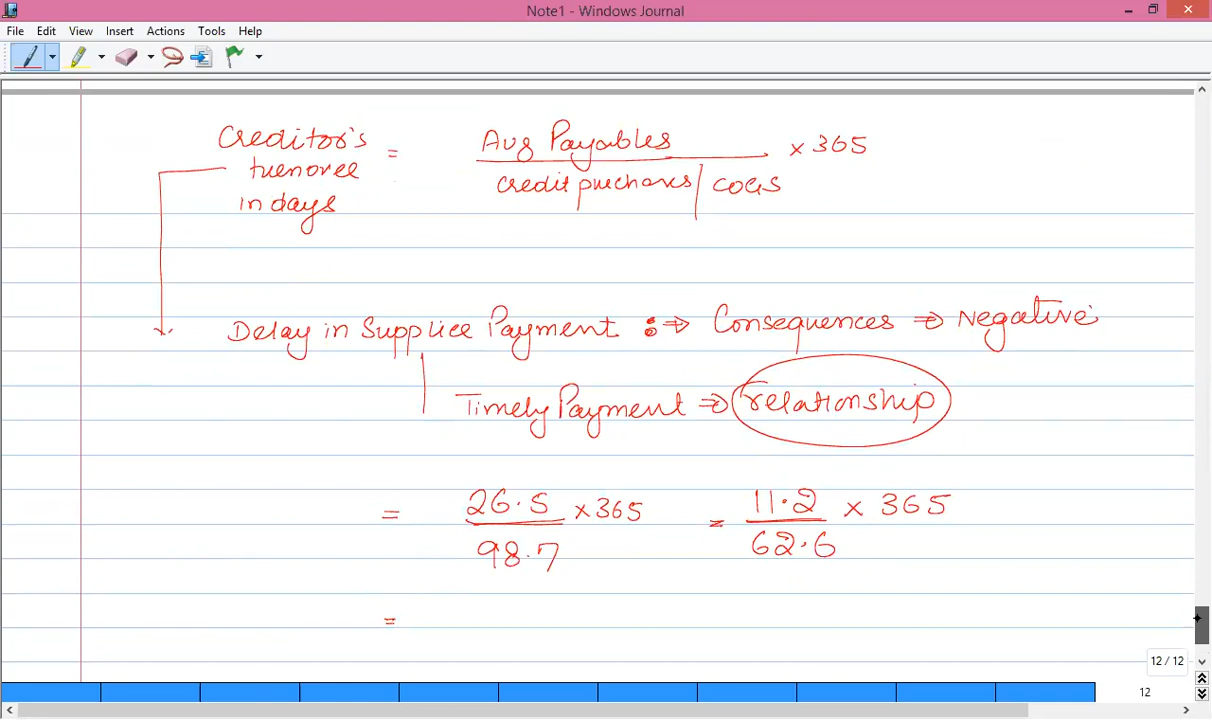 Note1 - Windows Journal
File Edit View Insert Actions Tools Help
Creditor's turnover in days = Avg Payables / credit purchases | COGS × 365
Delay in Supplier Payment :⇒ Consequences ⇒ Negative
Timely Payment ⇒ relationship
= 26.5 / 98.7 × 365 = 11.2 / 62.6 × 365
=
12 / 12
12